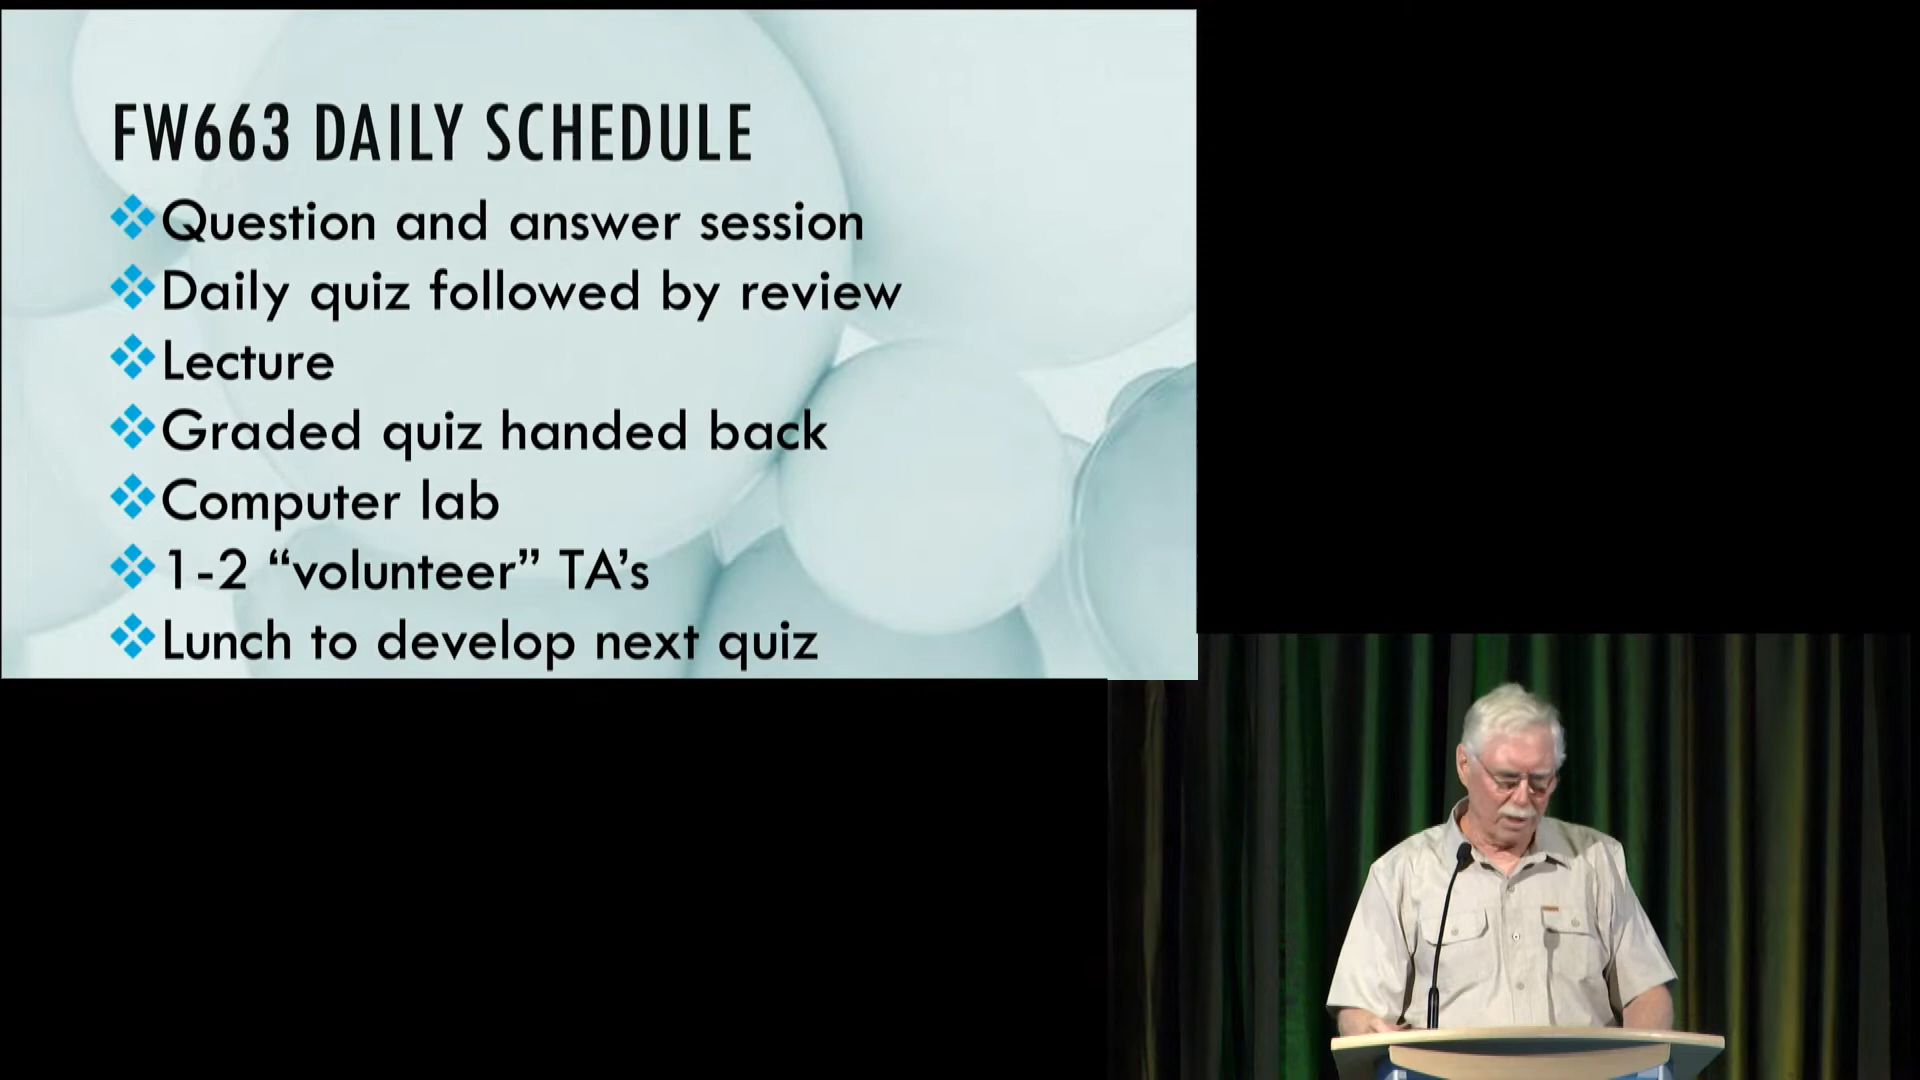 FW663 DAILY SCHEDULE
Question and answer session
Daily quiz followed by review
Lecture
Graded quiz handed back
Computer lab
1-2 “volunteer” TA’s
Lunch to develop next quiz